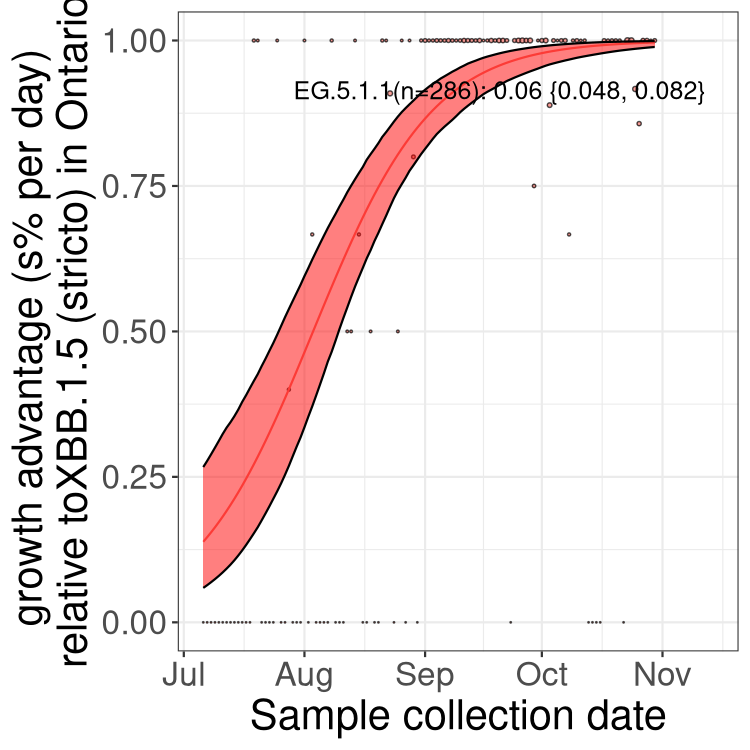 growth advantage (s% per day)
relative toXBB.1.5 (stricto) in Ontario
1.00
0.75
0.50
0.25
0.00
EG.5.1.1(n=286): 0.06 {0.048, 0.082}
Jul Aug Sep Oct Nov
Sample collection date